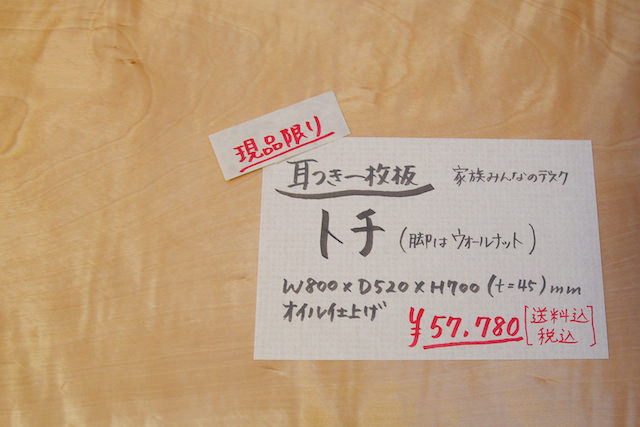 現品限り
耳つき一枚板 家族みんなのデスク
トチ (脚はウォールナット)
W800×D520×H700 (t=45)mm
オイル仕上げ
¥57.780 [送料込 税込]